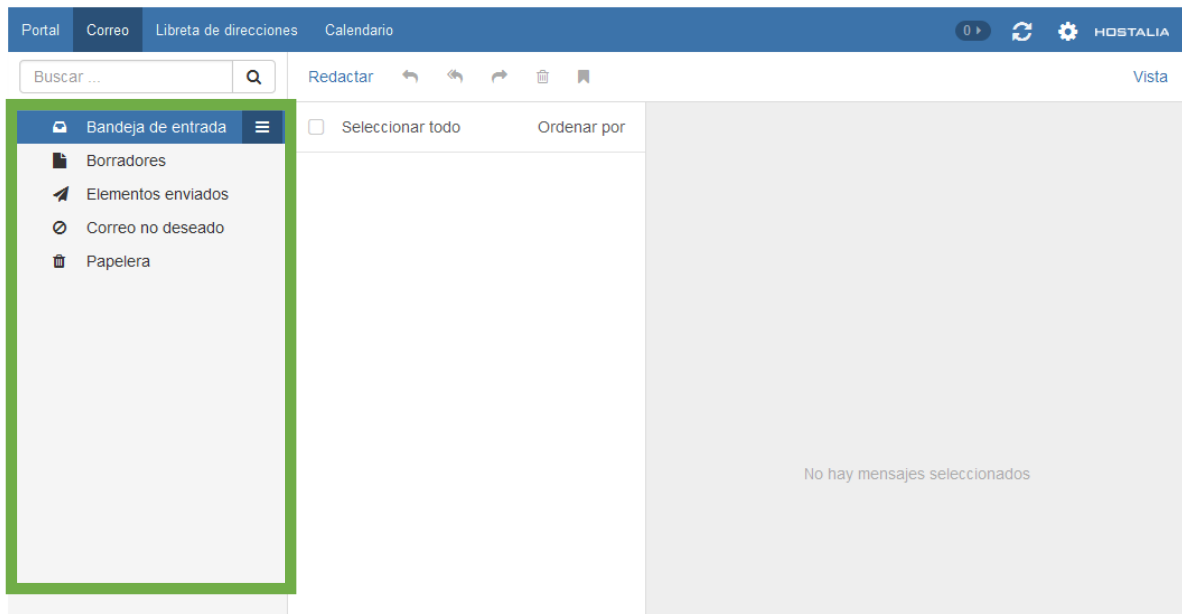 Portal Correo Libreta de direcciones Calendario 0 HOSTALIA
Buscar ... Redactar Vista
Bandeja de entrada
Borradores
Elementos enviados
Correo no deseado
Papelera
Seleccionar todo Ordenar por
No hay mensajes seleccionados